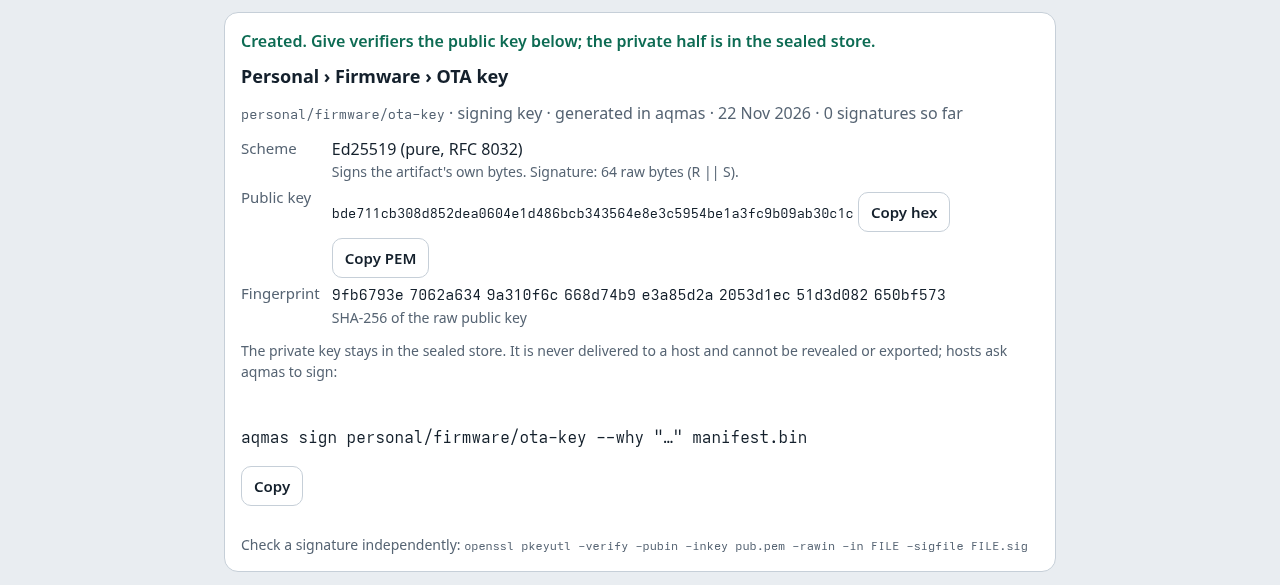 Created. Give verifiers the public key below; the private half is in the sealed store.
Personal › Firmware › OTA key
personal/firmware/ota-key · signing key · generated in aqmas · 22 Nov 2026 · 0 signatures so far
Scheme Ed25519 (pure, RFC 8032)
Signs the artifact's own bytes. Signature: 64 raw bytes (R || S).
Public key bde711cb308d852dea0604e1d486bcb343564e8e3c5954be1a3fc9b09ab30c1c Copy hex
Copy PEM
Fingerprint 9fb6793e 7062a634 9a310f6c 668d74b9 e3a85d2a 2053d1ec 51d3d082 650bf573
SHA-256 of the raw public key
The private key stays in the sealed store. It is never delivered to a host and cannot be revealed or exported; hosts ask
aqmas to sign:
aqmas sign personal/firmware/ota-key --why "…" manifest.bin
Copy
Check a signature independently: openssl pkeyutl -verify -pubin -inkey pub.pem -rawin -in FILE -sigfile FILE.sig